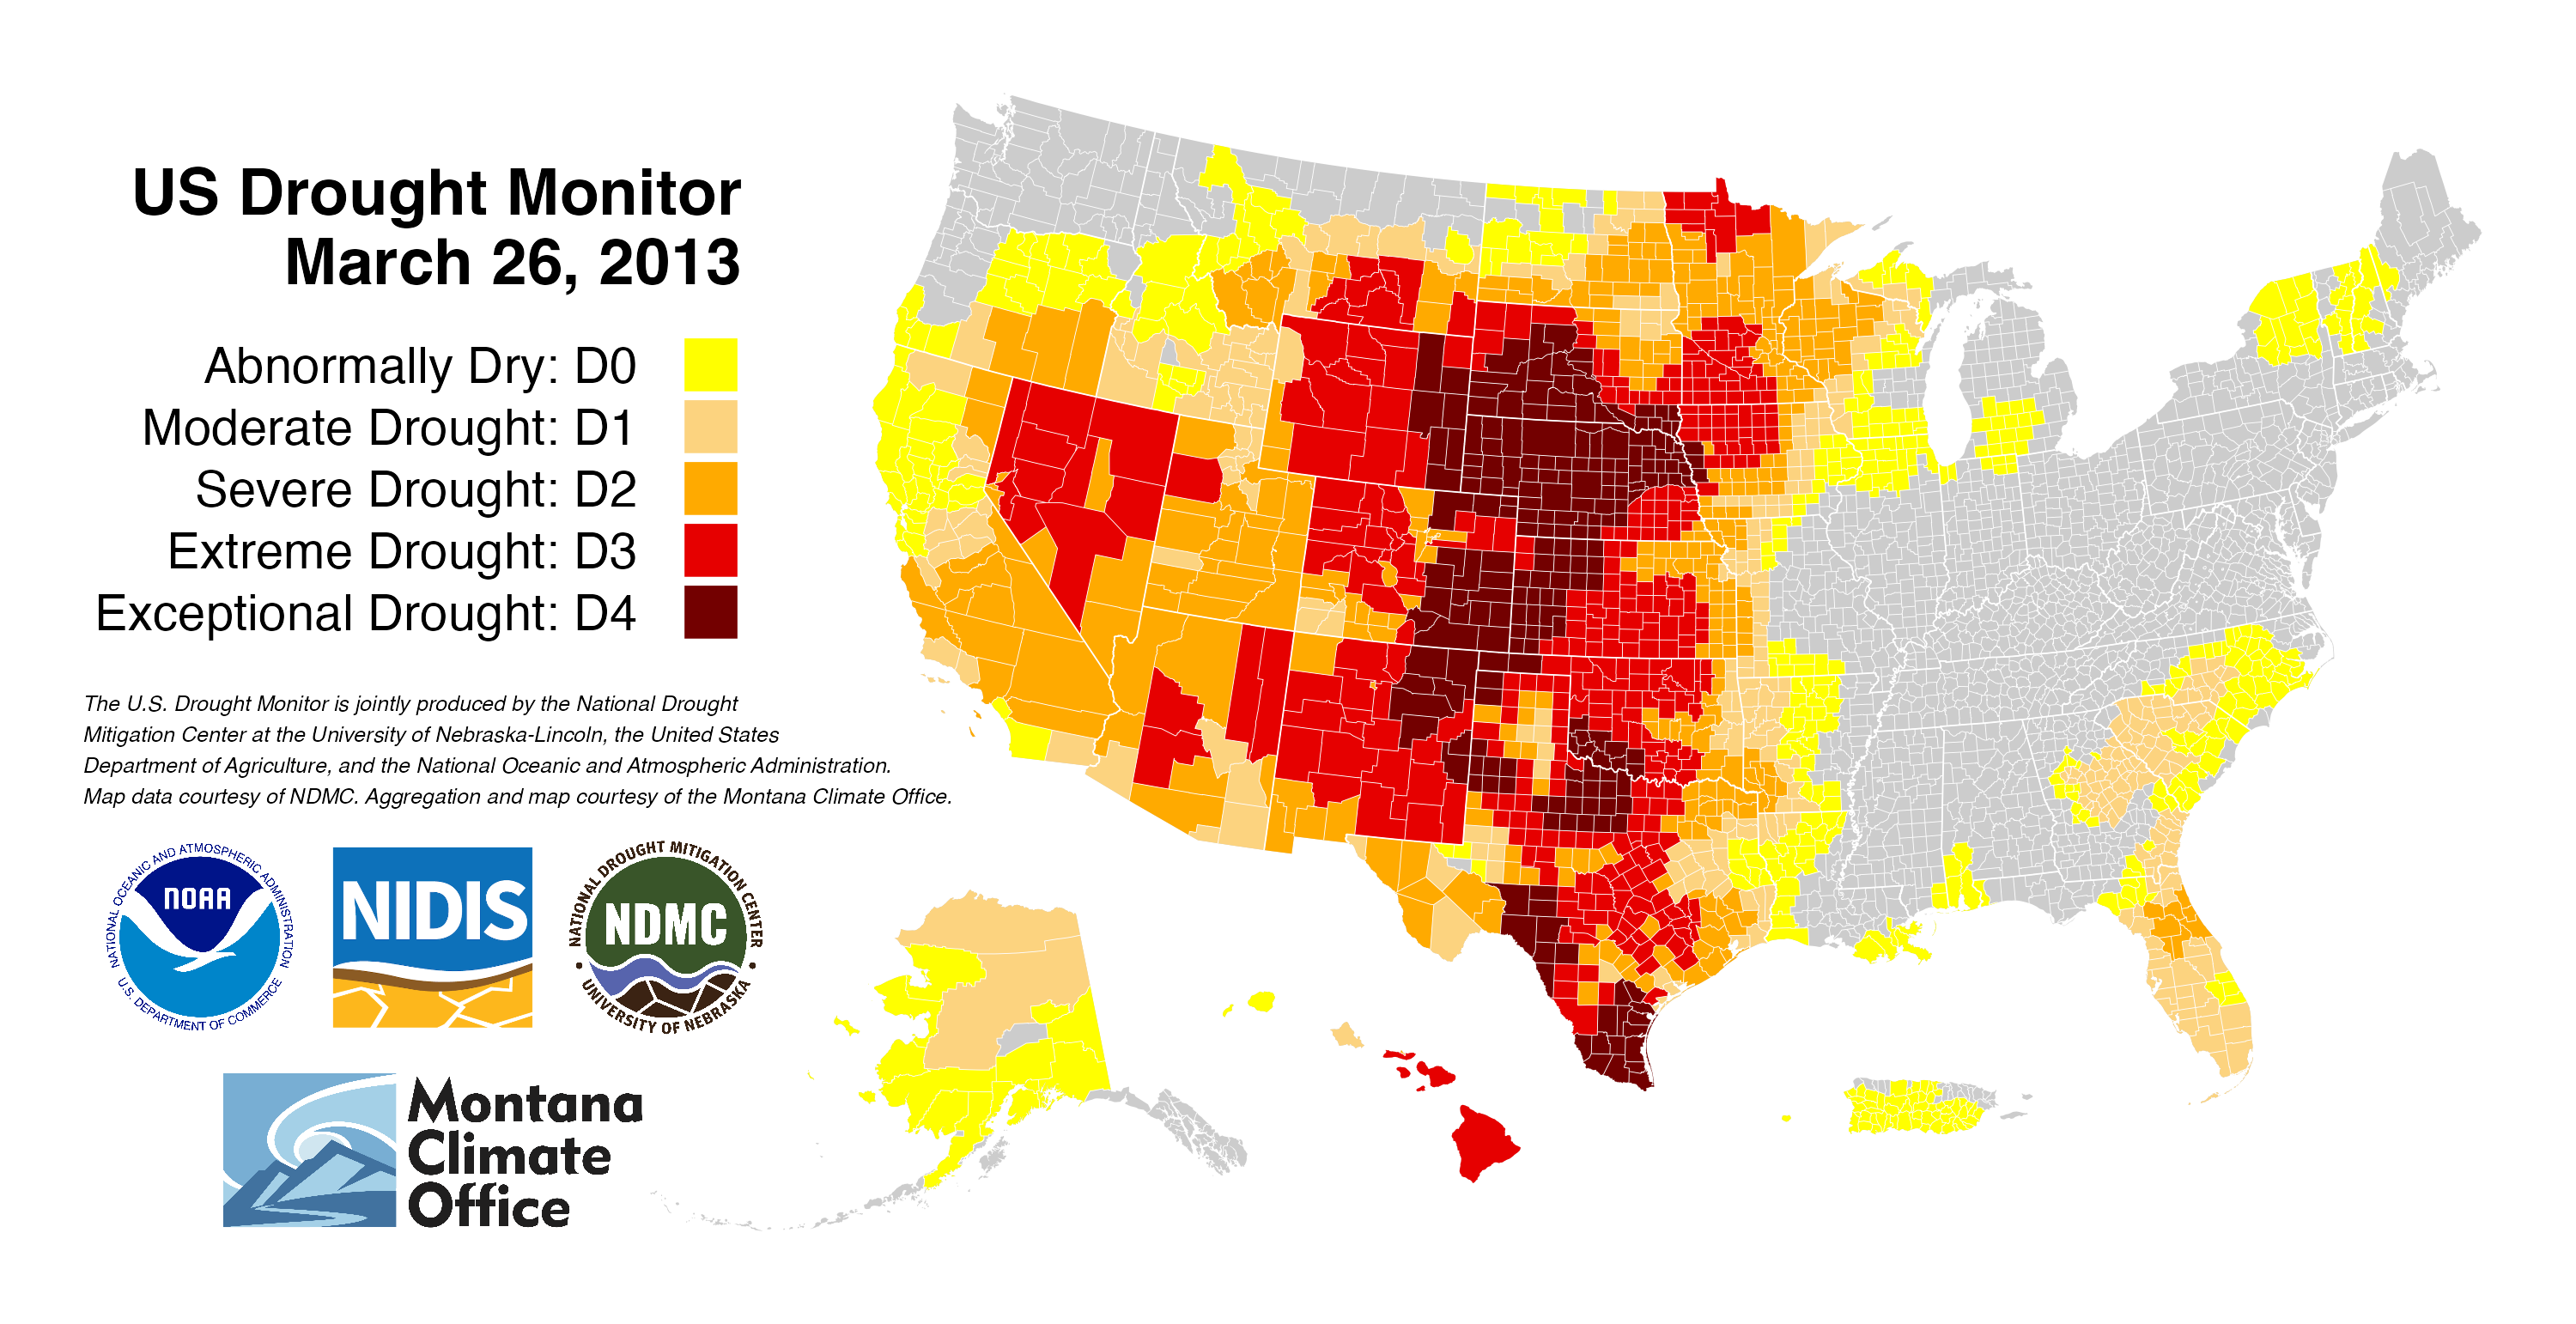 US Drought Monitor
March 26, 2013
Abnormally Dry: D0
Moderate Drought: D1
Severe Drought: D2
Extreme Drought: D3
Exceptional Drought: D4
The U.S. Drought Monitor is jointly produced by the National Drought
Mitigation Center at the University of Nebraska-Lincoln, the United States
Department of Agriculture, and the National Oceanic and Atmospheric Administration.
Map data courtesy of NDMC. Aggregation and map courtesy of the Montana Climate Office.
NATIONAL OCEANIC AND ATMOSPHERIC ADMINISTRATION
NOAA
U.S. DEPARTMENT OF COMMERCE
NIDIS
NATIONAL DROUGHT MITIGATION CENTER
NDMC
UNIVERSITY OF NEBRASKA
Montana
Climate
Office